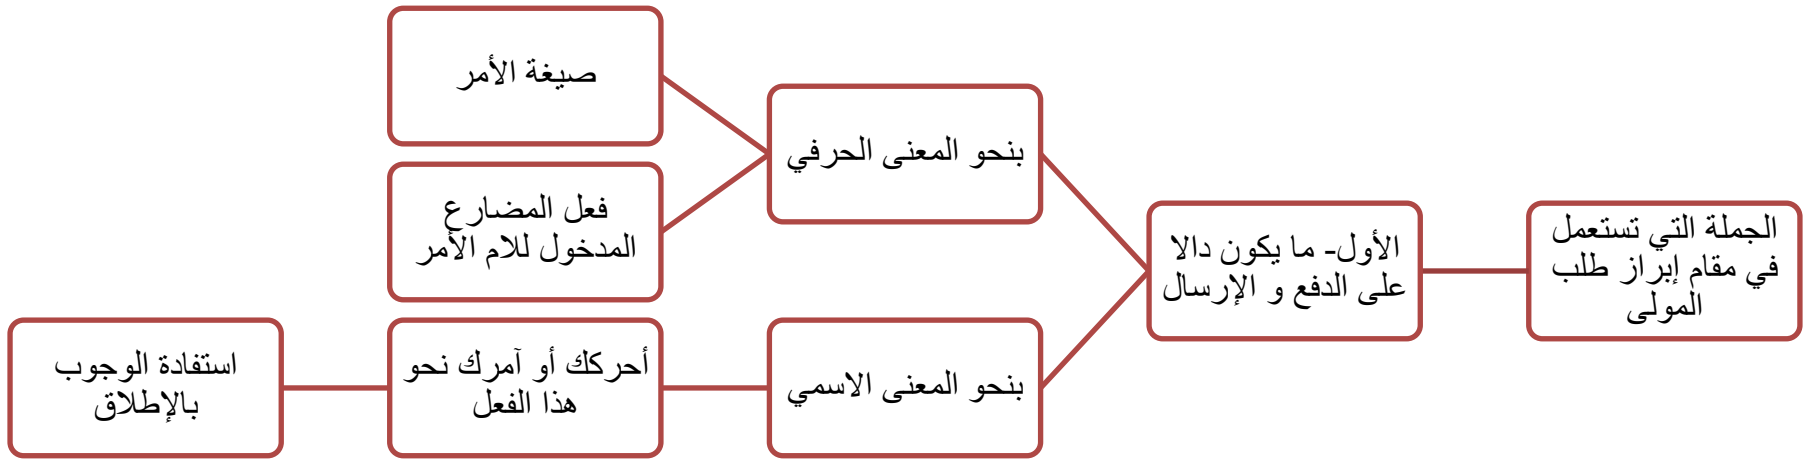 الجملة التي تستعمل
في مقام إبراز طلب
المولى
الأول- ما يكون دالا
على الدفع و الإرسال
بنحو المعنى الحرفي
صيغة الأمر
فعل المضارع
المدخول للام الأمر
بنحو المعنى الاسمي
أحركك أو آمرك نحو
هذا الفعل
استفادة الوجوب
بالإطلاق